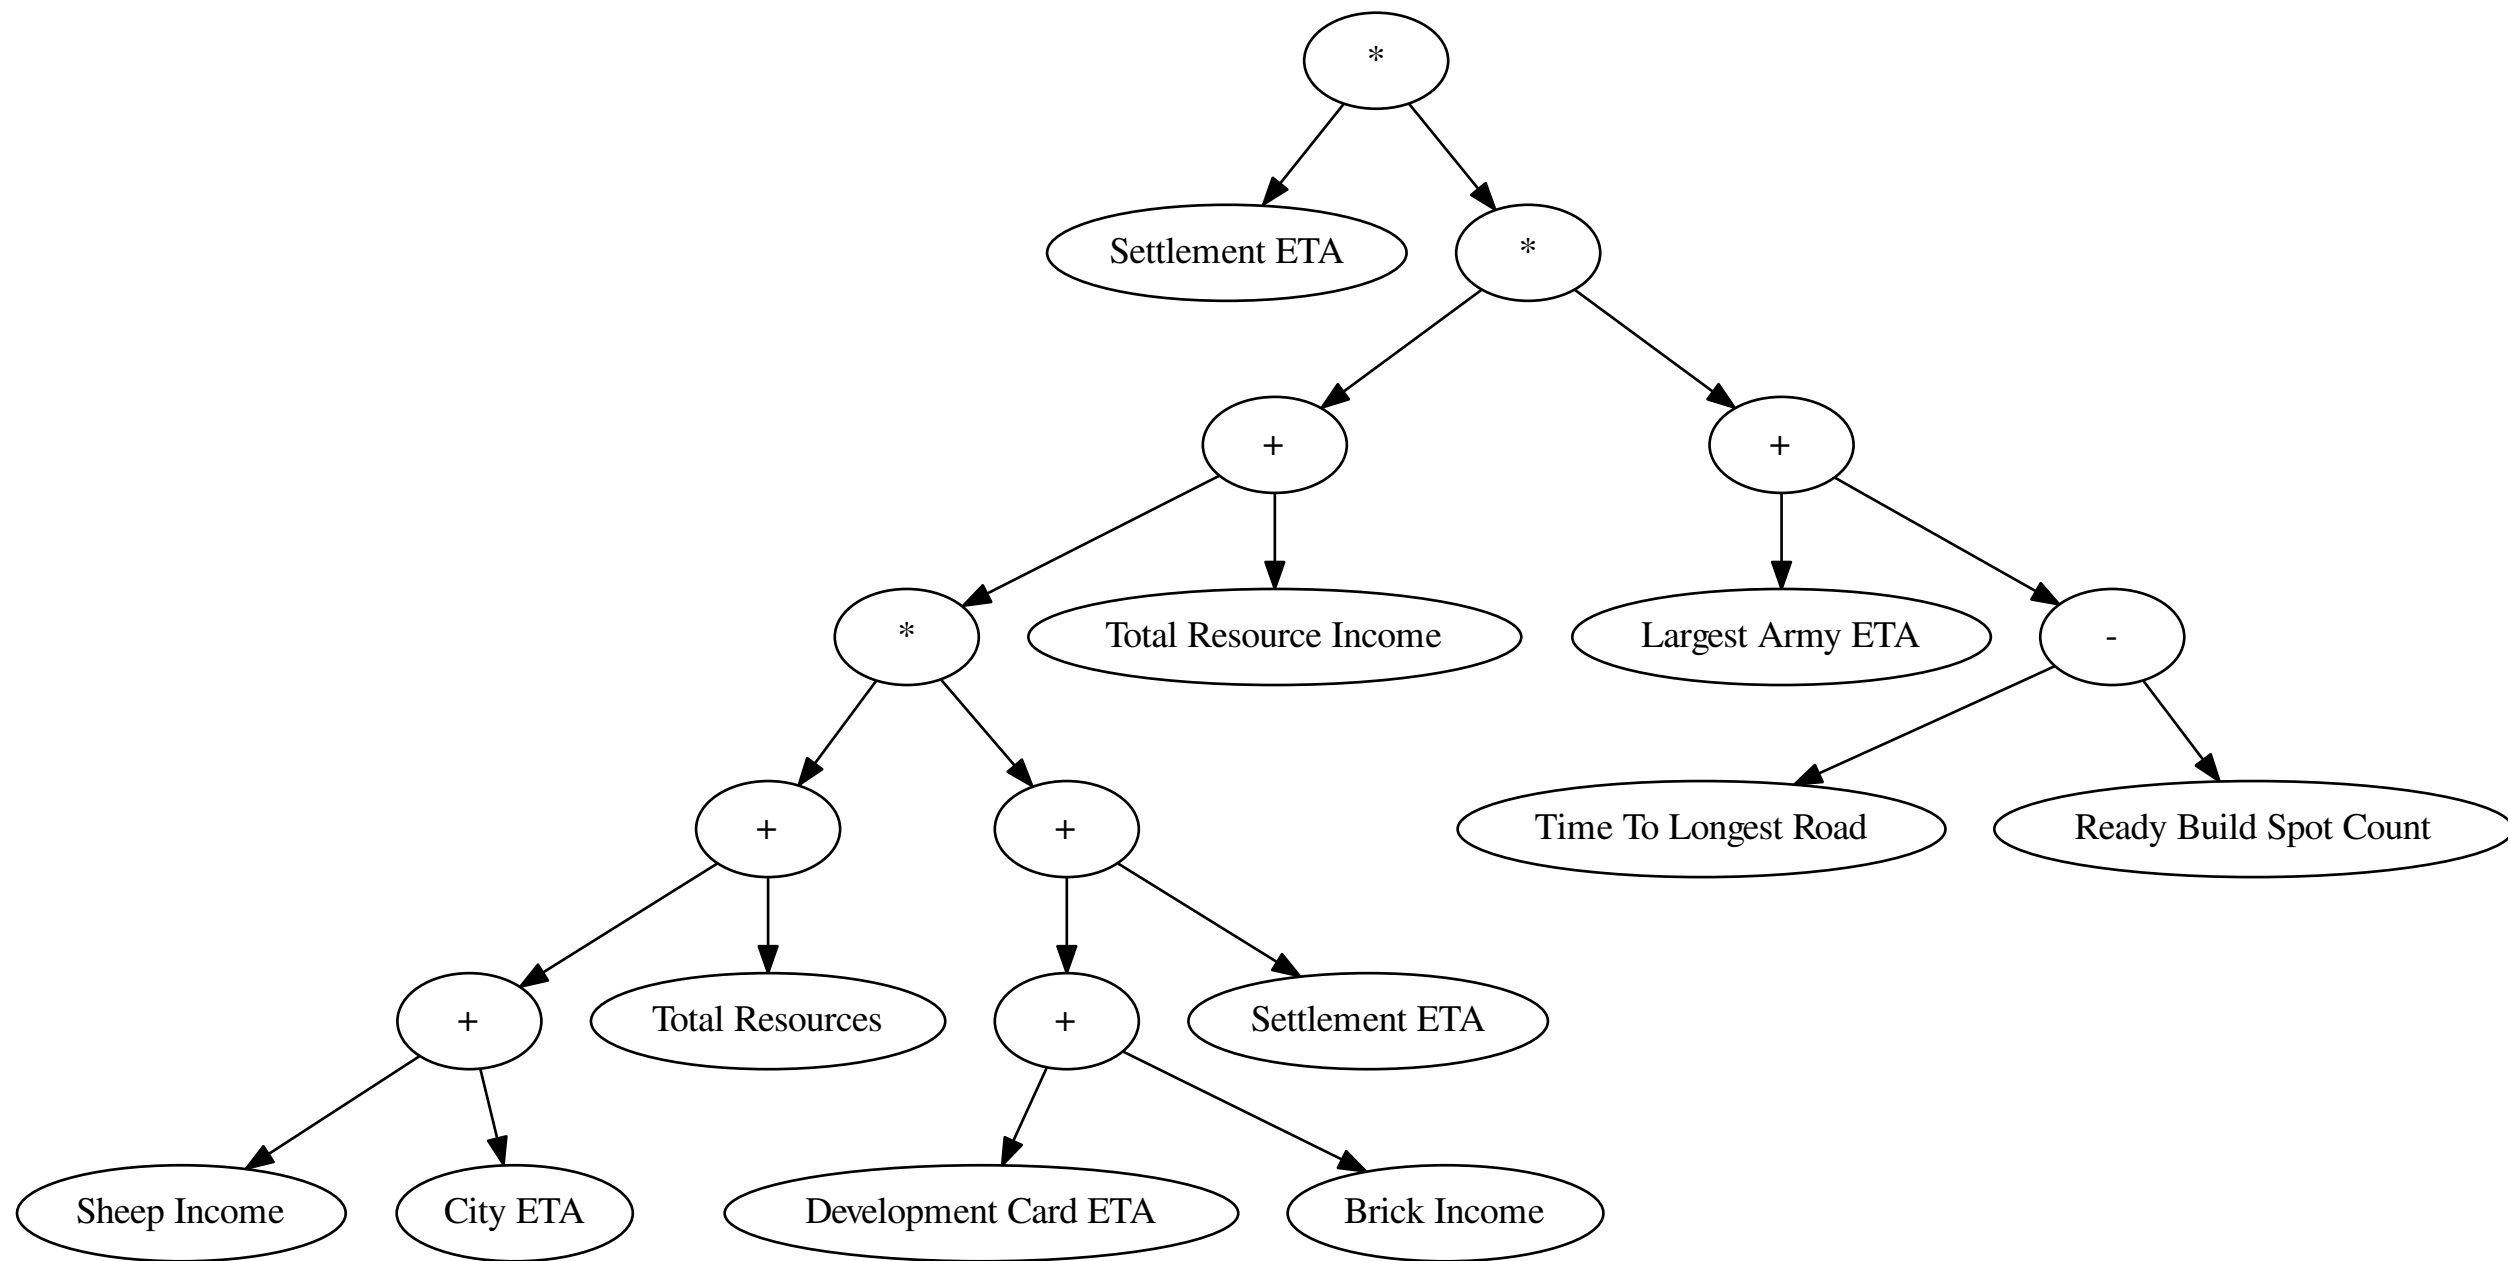 *
Settlement ETA
*
+
+
*
Total Resource Income
Largest Army ETA
-
+
+
Time To Longest Road
Ready Build Spot Count
+
Total Resources
+
Settlement ETA
Sheep Income
City ETA
Development Card ETA
Brick Income